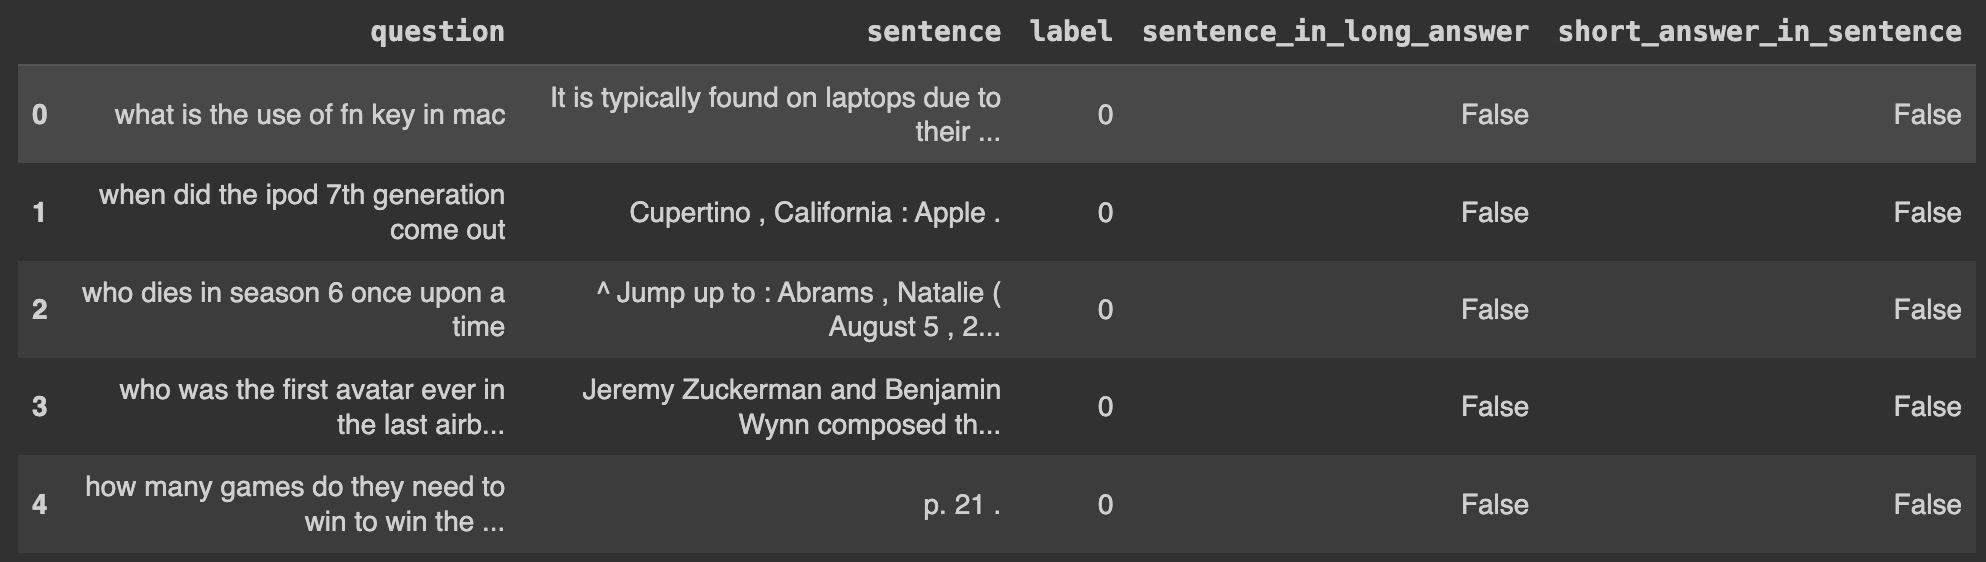 question sentence label sentence_in_long_answer short_answer_in_sentence
0 what is the use of fn key in mac It is typically found on laptops due to their ... 0 False False
1 when did the ipod 7th generation come out Cupertino , California : Apple . 0 False False
2 who dies in season 6 once upon a time ^ Jump up to : Abrams , Natalie ( August 5 , 2... 0 False False
3 who was the first avatar ever in the last airb... Jeremy Zuckerman and Benjamin Wynn composed th... 0 False False
4 how many games do they need to win to win the ... p. 21 . 0 False False